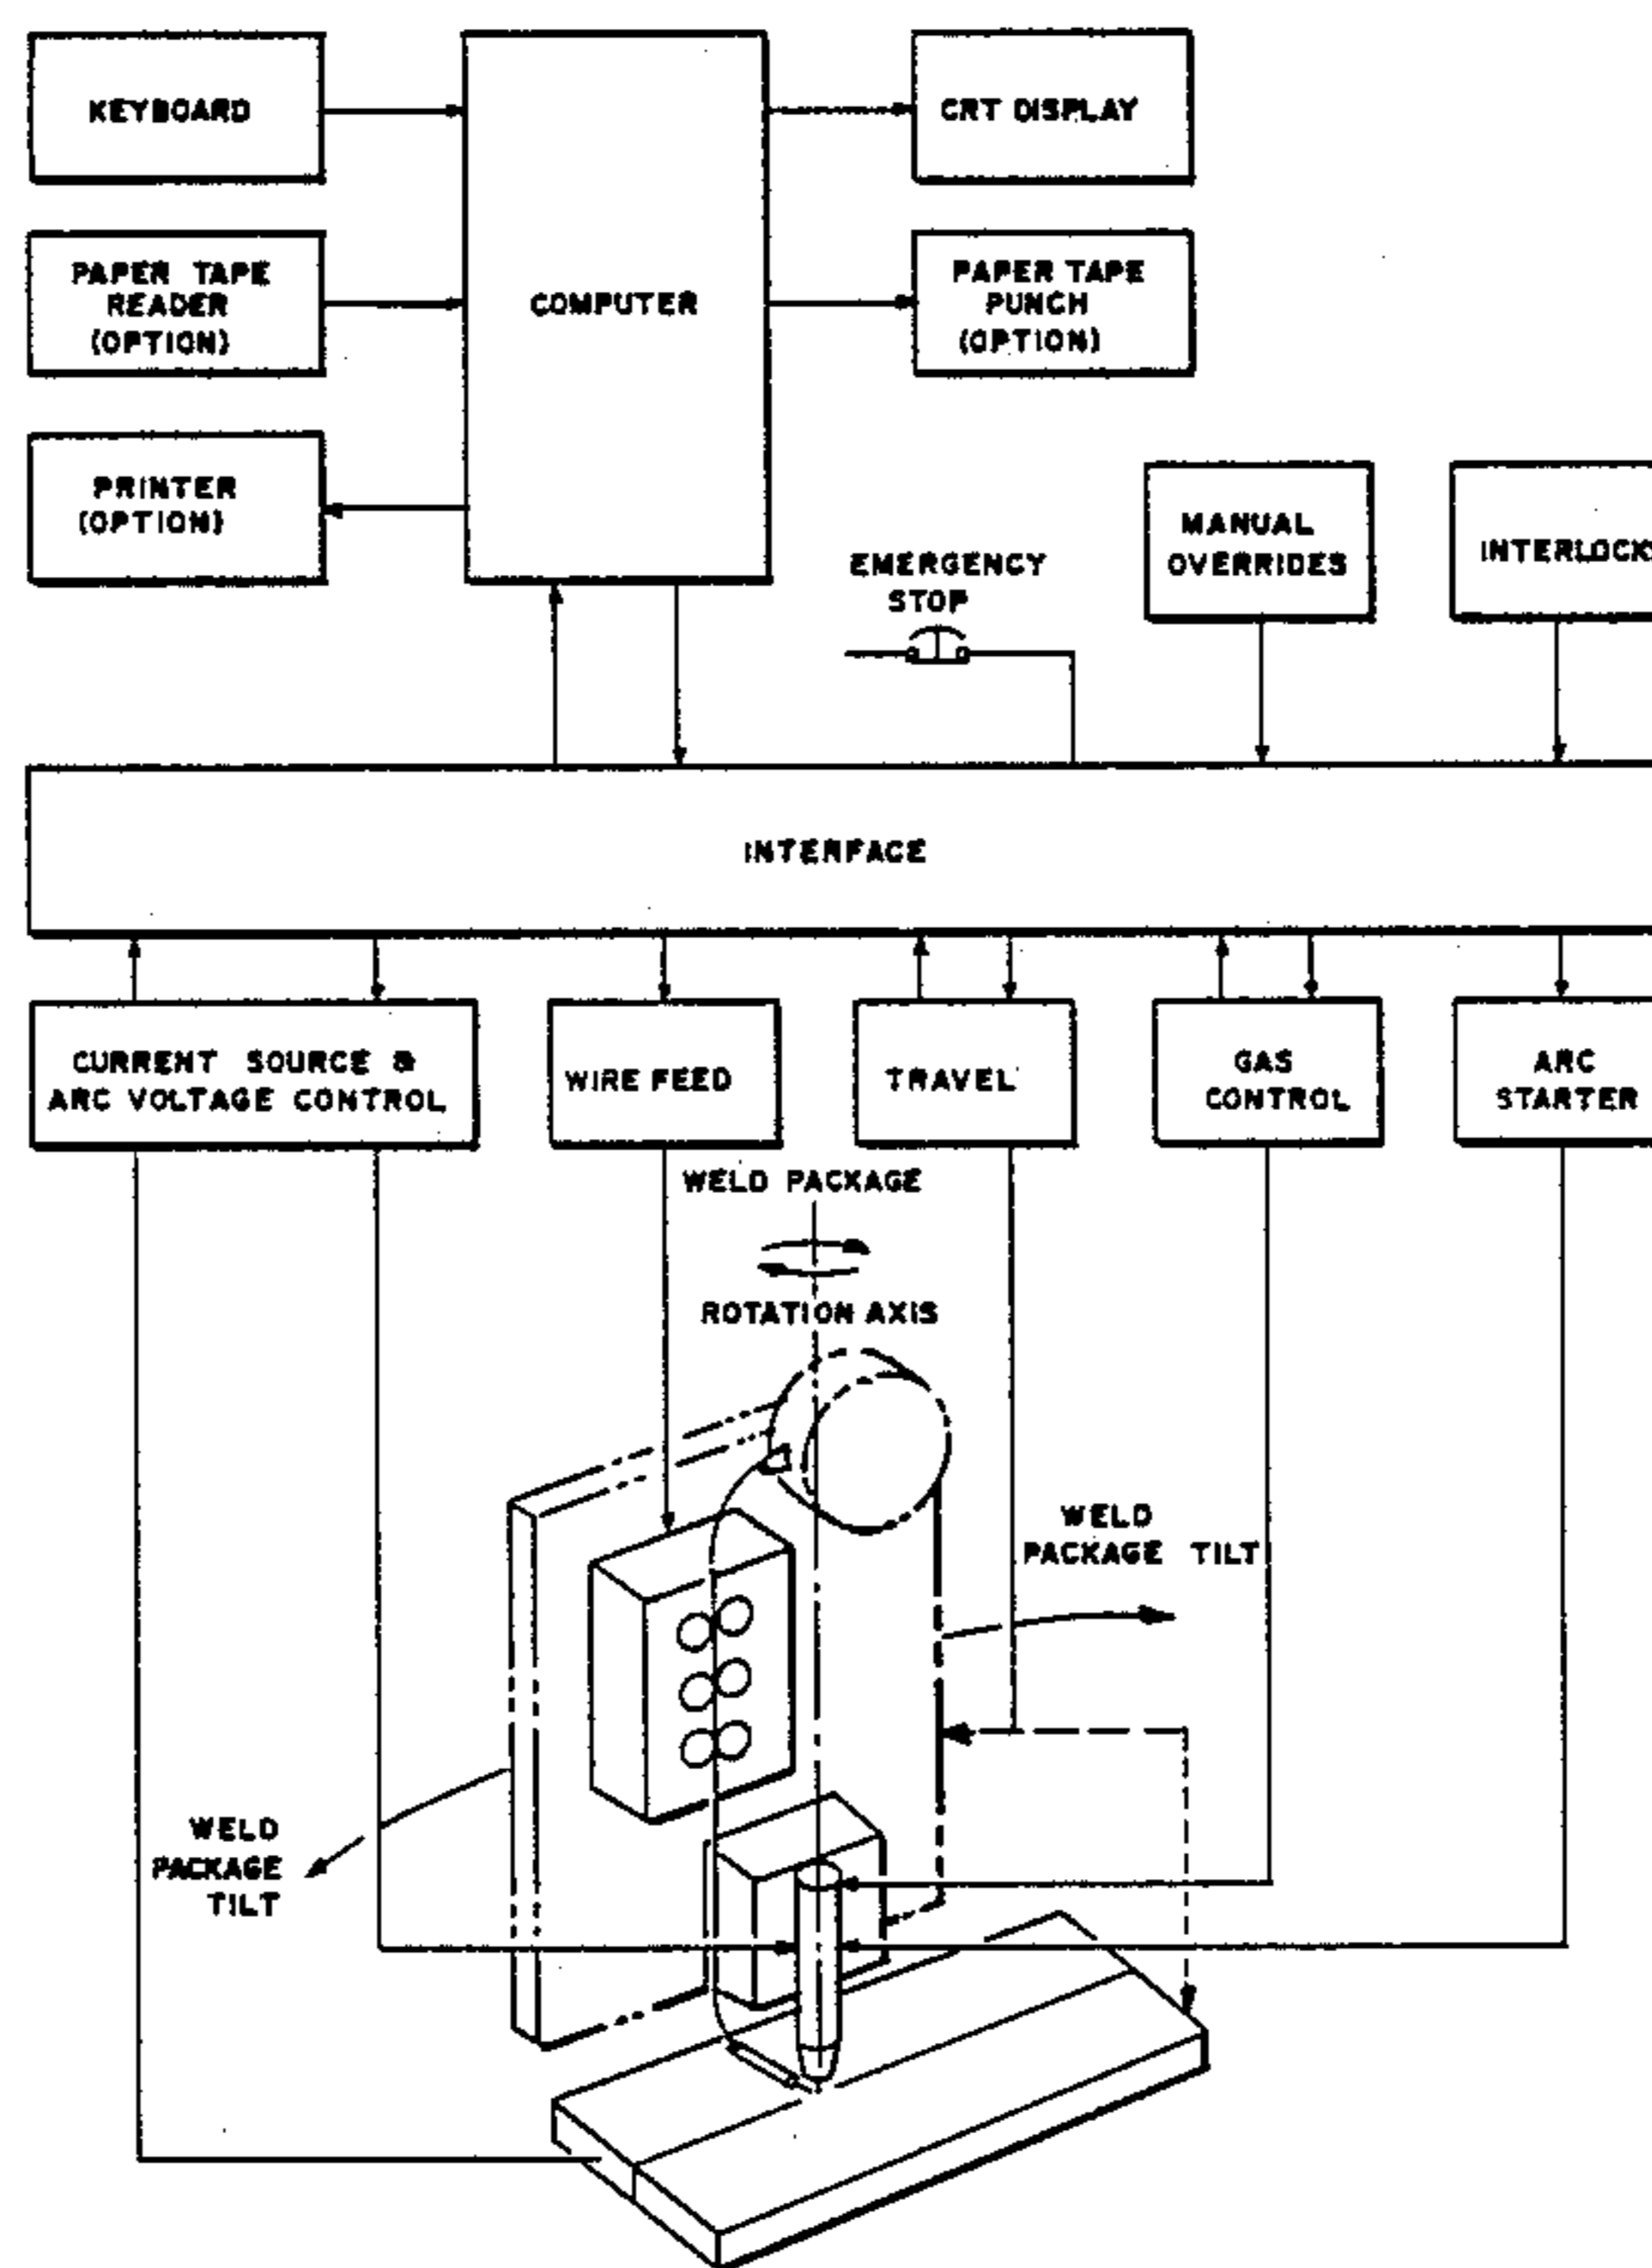 KEYBOARD
COMPUTER
CRT DISPLAY
PAPER TAPE
READER
(OPTION)
PAPER TAPE
PUNCH
(OPTION)
PRINTER
(OPTION)
EMERGENCY
STOP
MANUAL
OVERRIDES
INTERLOCKS
INTERFACE
CURRENT SOURCE &
ARC VOLTAGE CONTROL
WIRE FEED
TRAVEL
GAS
CONTROL
ARC
STARTER
WELD PACKAGE
ROTATION AXIS
WELD
PACKAGE TILT
WELD
PACKAGE
TILT